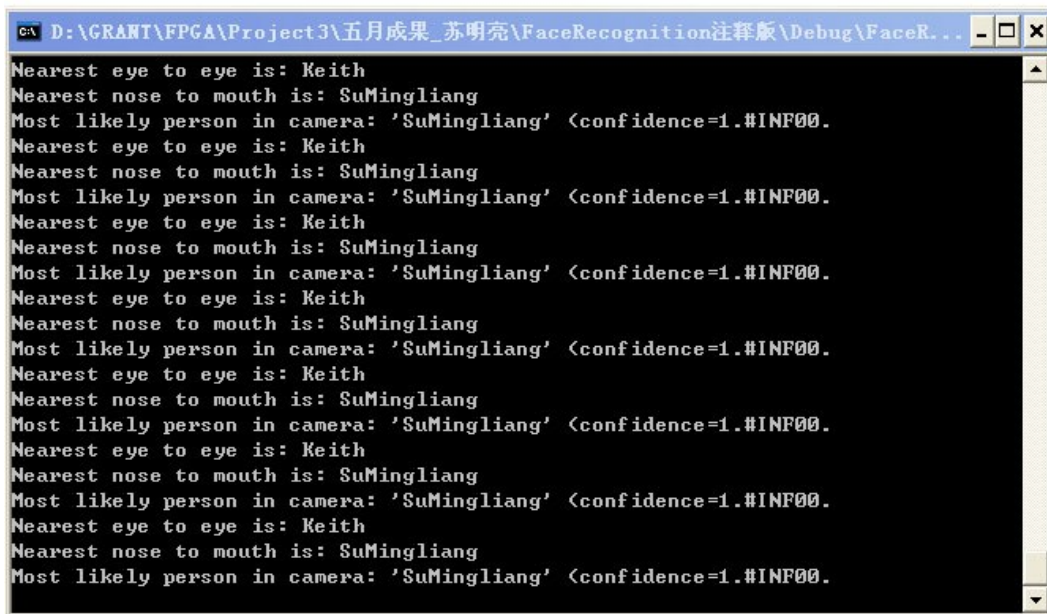 D:\GRANT\FPGA\Project3\五月成果_苏明亮\FaceRecognition注释版\Debug\FaceR...
Nearest eye to eye is: Keith
Nearest nose to mouth is: SuMingliang
Most likely person in camera: 'SuMingliang' (confidence=1.#INF00.
Nearest eye to eye is: Keith
Nearest nose to mouth is: SuMingliang
Most likely person in camera: 'SuMingliang' (confidence=1.#INF00.
Nearest eye to eye is: Keith
Nearest nose to mouth is: SuMingliang
Most likely person in camera: 'SuMingliang' (confidence=1.#INF00.
Nearest eye to eye is: Keith
Nearest nose to mouth is: SuMingliang
Most likely person in camera: 'SuMingliang' (confidence=1.#INF00.
Nearest eye to eye is: Keith
Nearest nose to mouth is: SuMingliang
Most likely person in camera: 'SuMingliang' (confidence=1.#INF00.
Nearest eye to eye is: Keith
Nearest nose to mouth is: SuMingliang
Most likely person in camera: 'SuMingliang' (confidence=1.#INF00.
Nearest eye to eye is: Keith
Nearest nose to mouth is: SuMingliang
Most likely person in camera: 'SuMingliang' (confidence=1.#INF00.